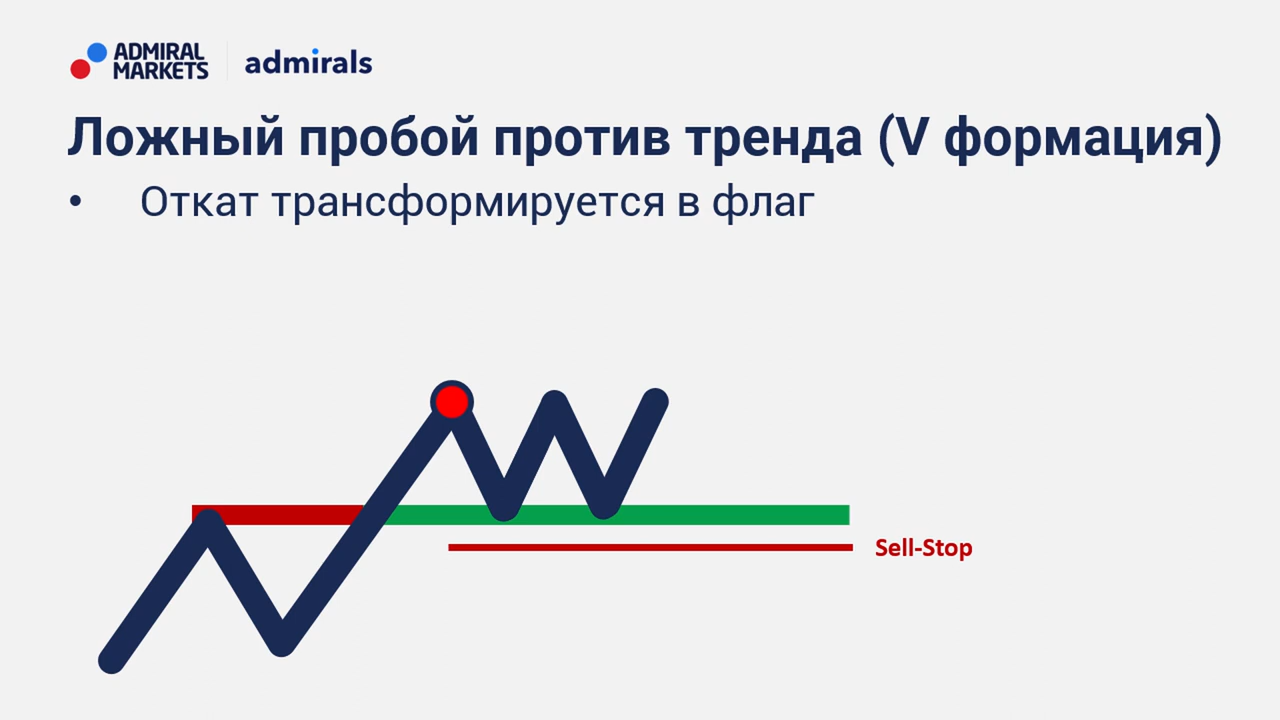 ADMIRAL
MARKETS
admirals
Ложный пробой против тренда (V формация)
• Откат трансформируется в флаг
Sell-Stop